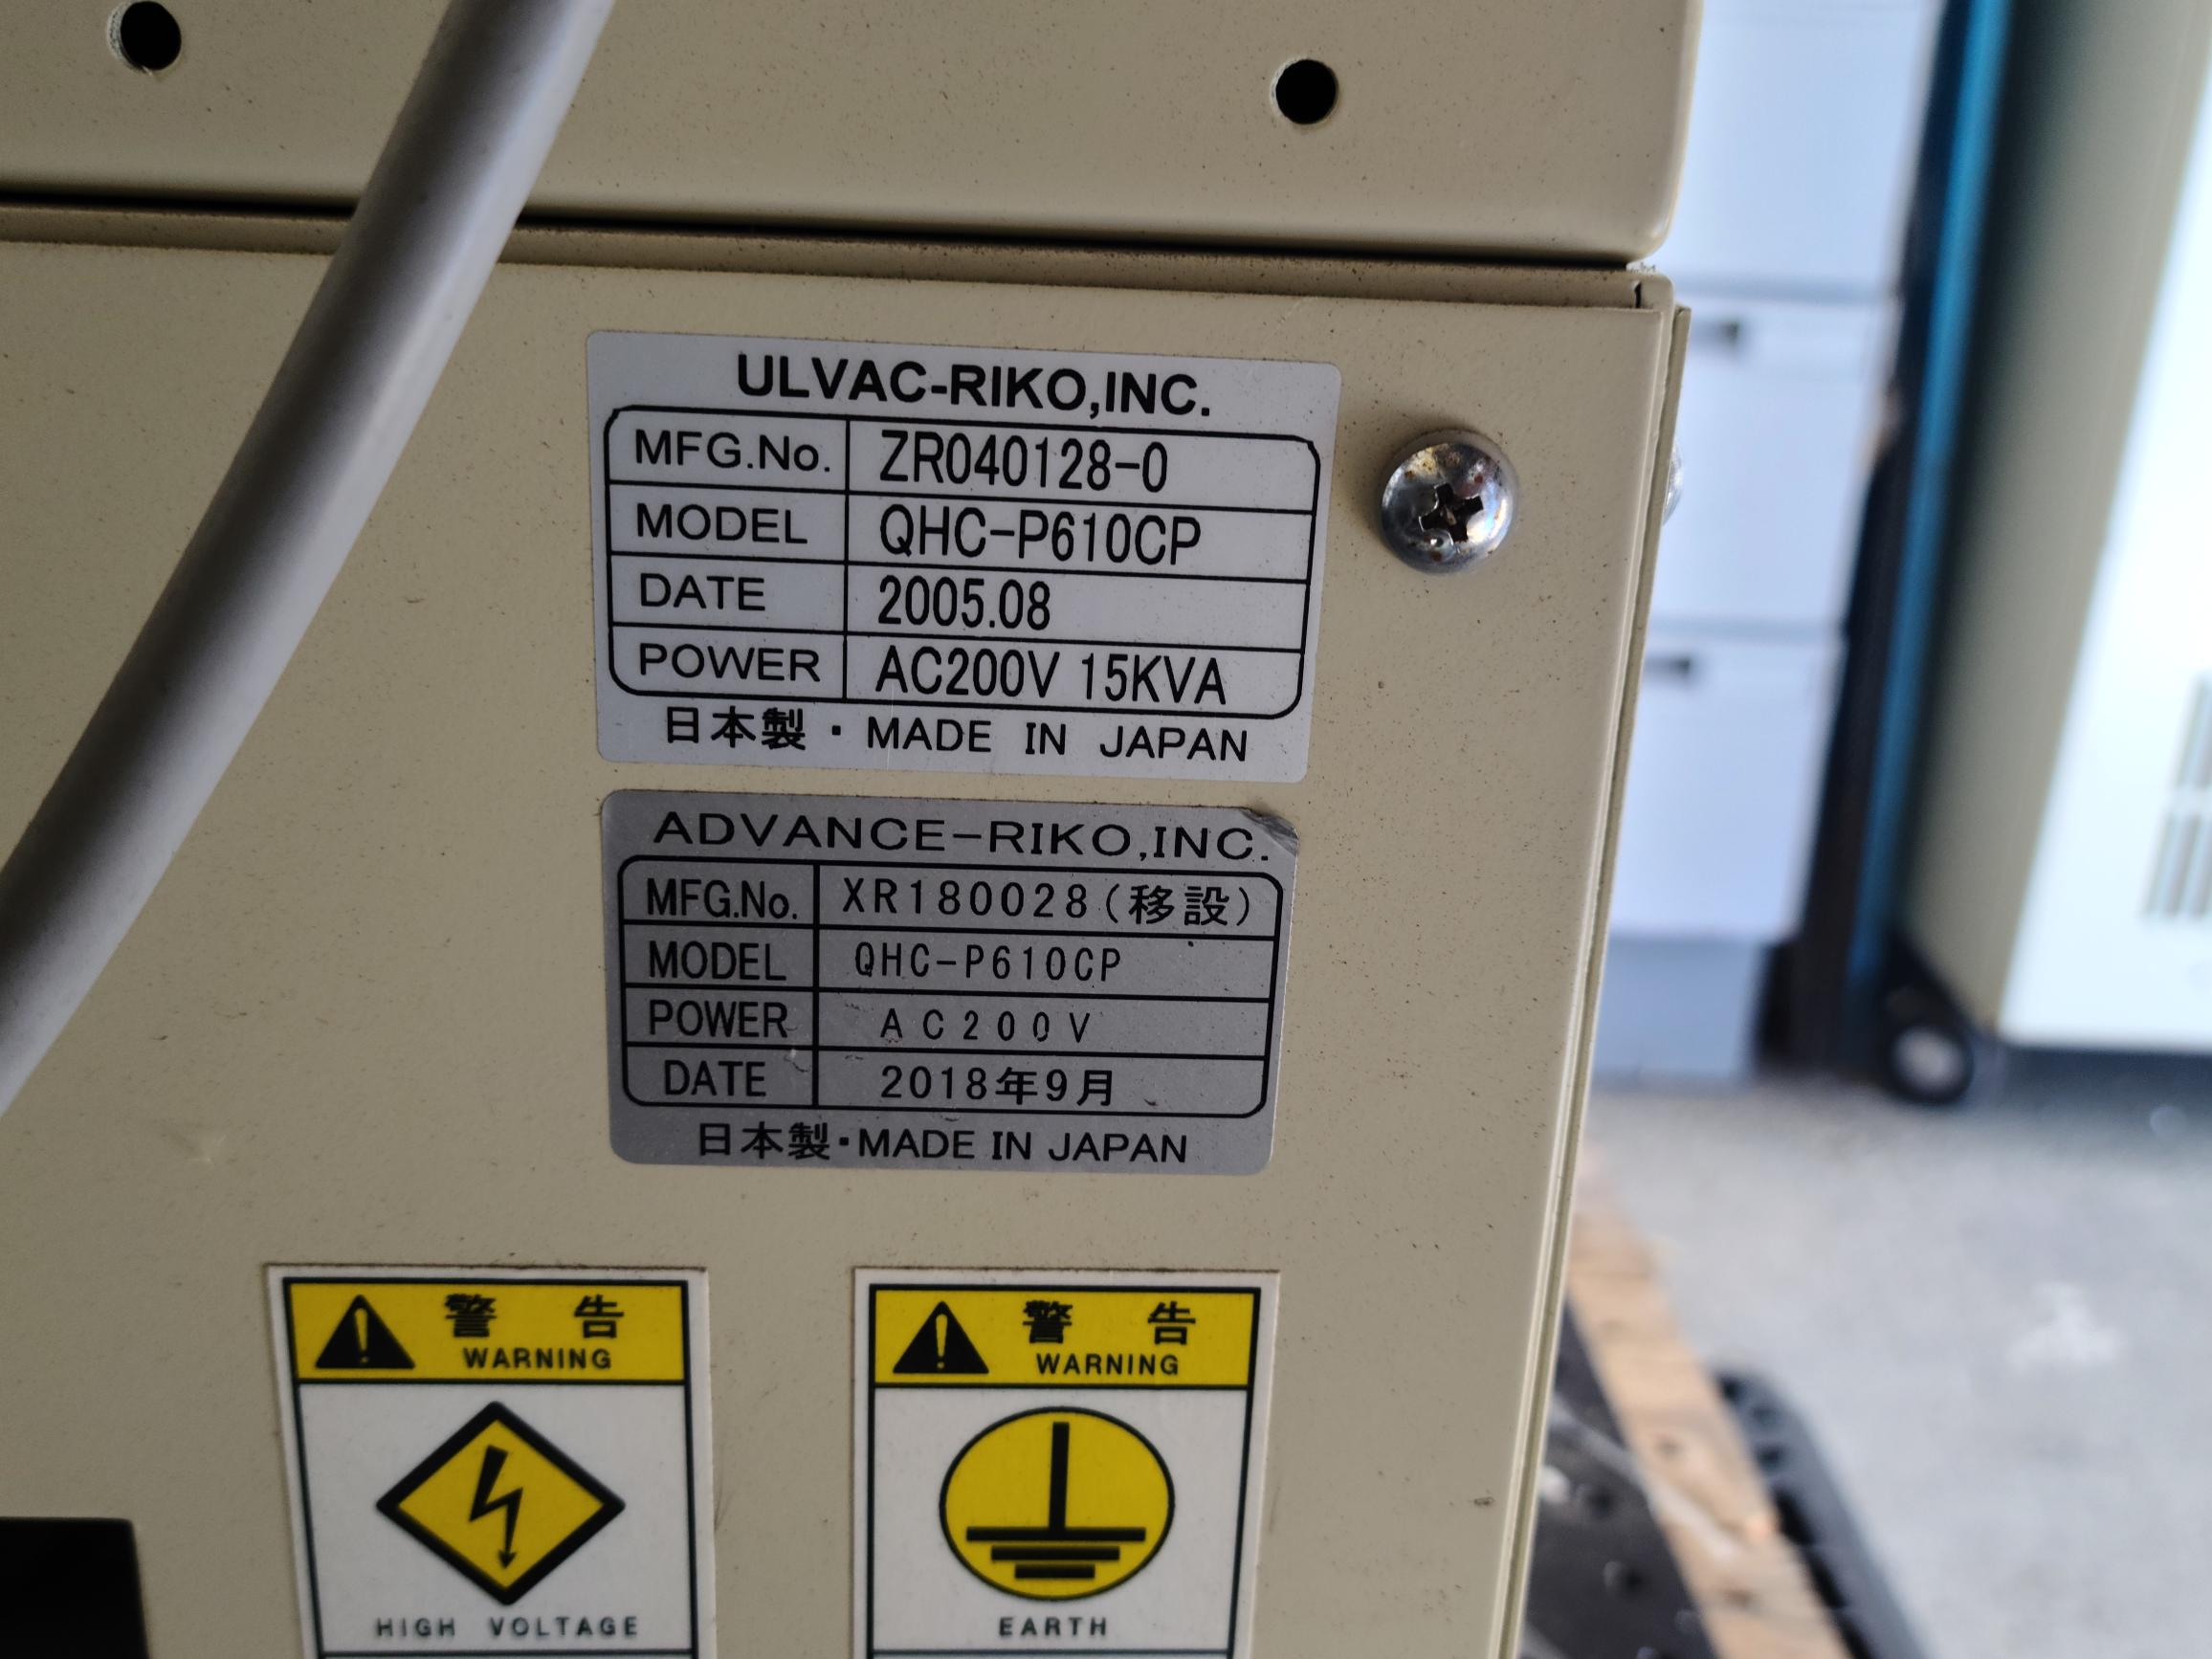 ULVAC-RIKO,INC.
MFG.No. ZR040128-0
MODEL QHC-P610CP
DATE 2005.08
POWER AC200V 15KVA
日本製・MADE IN JAPAN
ADVANCE-RIKO,INC.
MFG.No. XR180028(移設)
MODEL QHC-P610CP
POWER AC200V
DATE 2018年9月
日本製・MADE IN JAPAN
警告
WARNING
HIGH VOLTAGE
警告
WARNING
EARTH